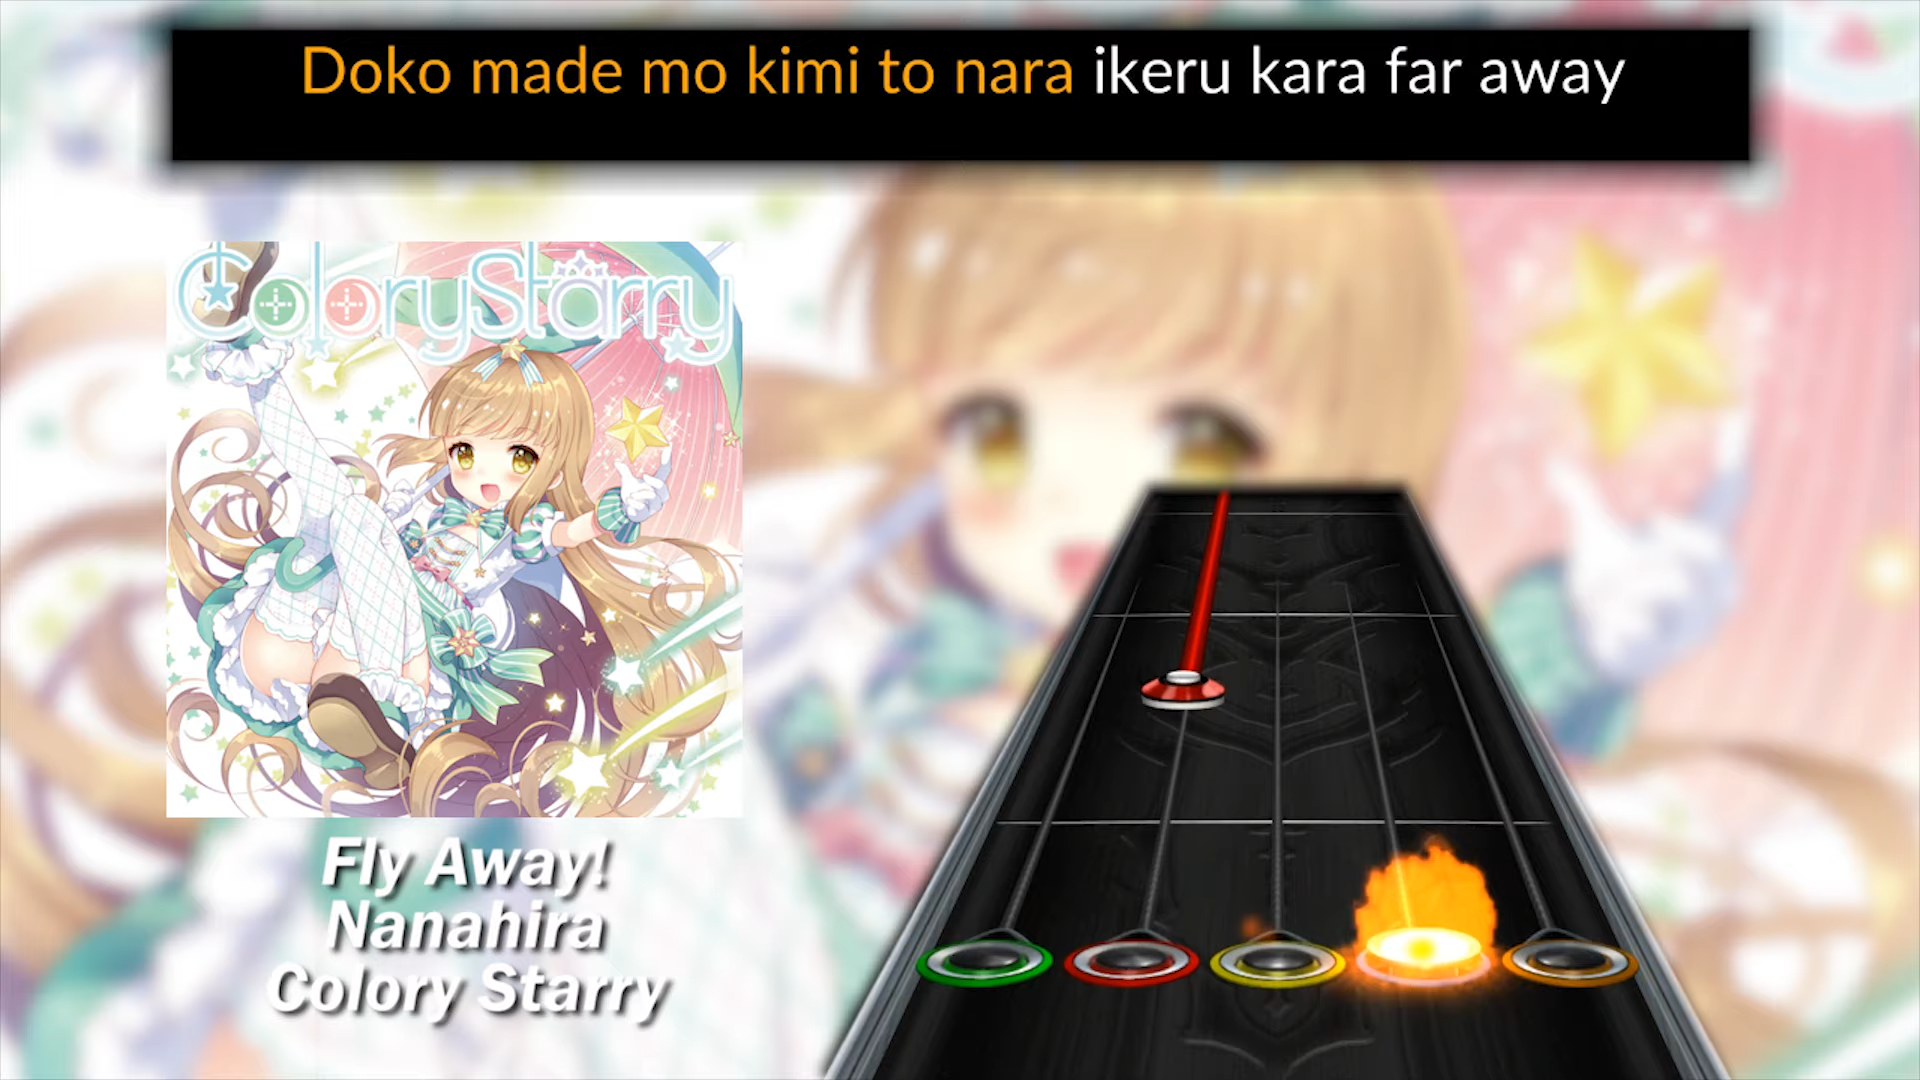 Doko made mo kimi to nara ikeru kara far away
ColoryStarry
Fly Away!
Nanahira
Colory Starry